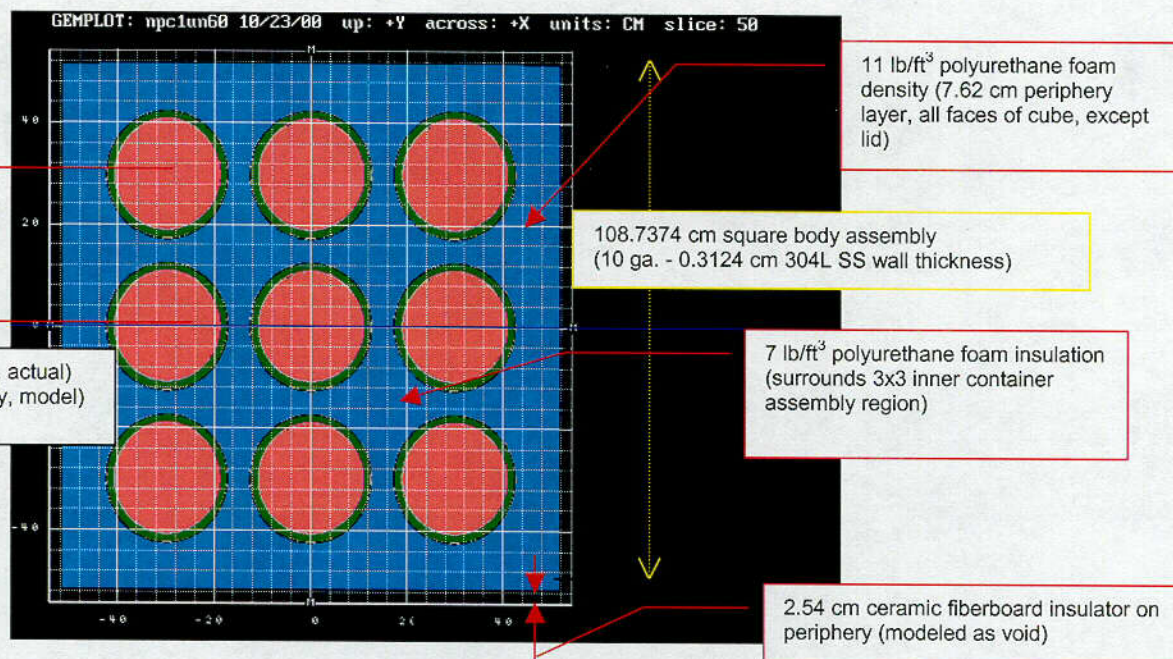 GEMPLOT: npc1un60 10/23/00 up: +Y across: +X units: CM slice: 50
M
11 lb/ft³ polyurethane foam
density (7.62 cm periphery
layer, all faces of cube, except
lid)
40
20
108.7374 cm square body assembly
(10 ga. - 0.3124 cm 304L SS wall thickness)
0
M
M
7 lb/ft³ polyurethane foam insulation
(surrounds 3x3 inner container
assembly region)
actual)
y, model)
-40
M
-40
-20
0
20
40
2.54 cm ceramic fiberboard insulator on
periphery (modeled as void)